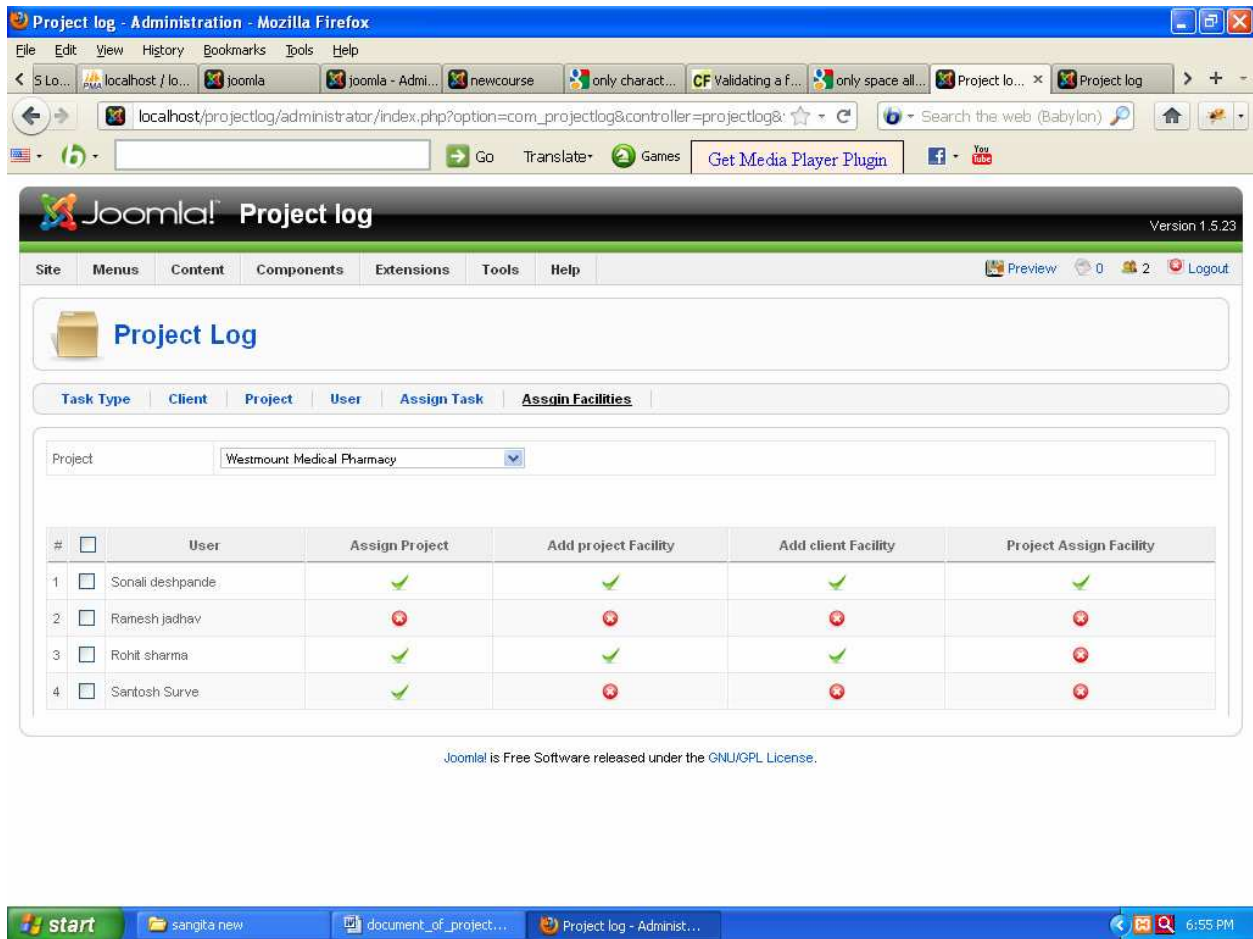 Project log - Administration - Mozilla Firefox
File Edit View History Bookmarks Tools Help
S Lo... localhost / lo... joomla joomla - Admi... newcourse only charact... CF Validating a f... only space all... Project lo... Project log
localhost/projectlog/administrator/index.php?option=com_projectlog&controller=projectlog& Search the web (Babylon)
Go Translate Games Get Media Player Plugin You Tube
Joomla! Project log
Version 1.5.23
Site Menus Content Components Extensions Tools Help Preview 0 2 Logout
Project Log
Task Type Client Project User Assign Task Assgin Facilities
Project Westmount Medical Pharmacy
# User Assign Project Add project Facility Add client Facility Project Assign Facility
1 Sonali deshpande
2 Ramesh jadhav
3 Rohit sharma
4 Santosh Surve
Joomla! is Free Software released under the GNU/GPL License.
start sangita new document_of_project... Project log - Administ... 6:55 PM